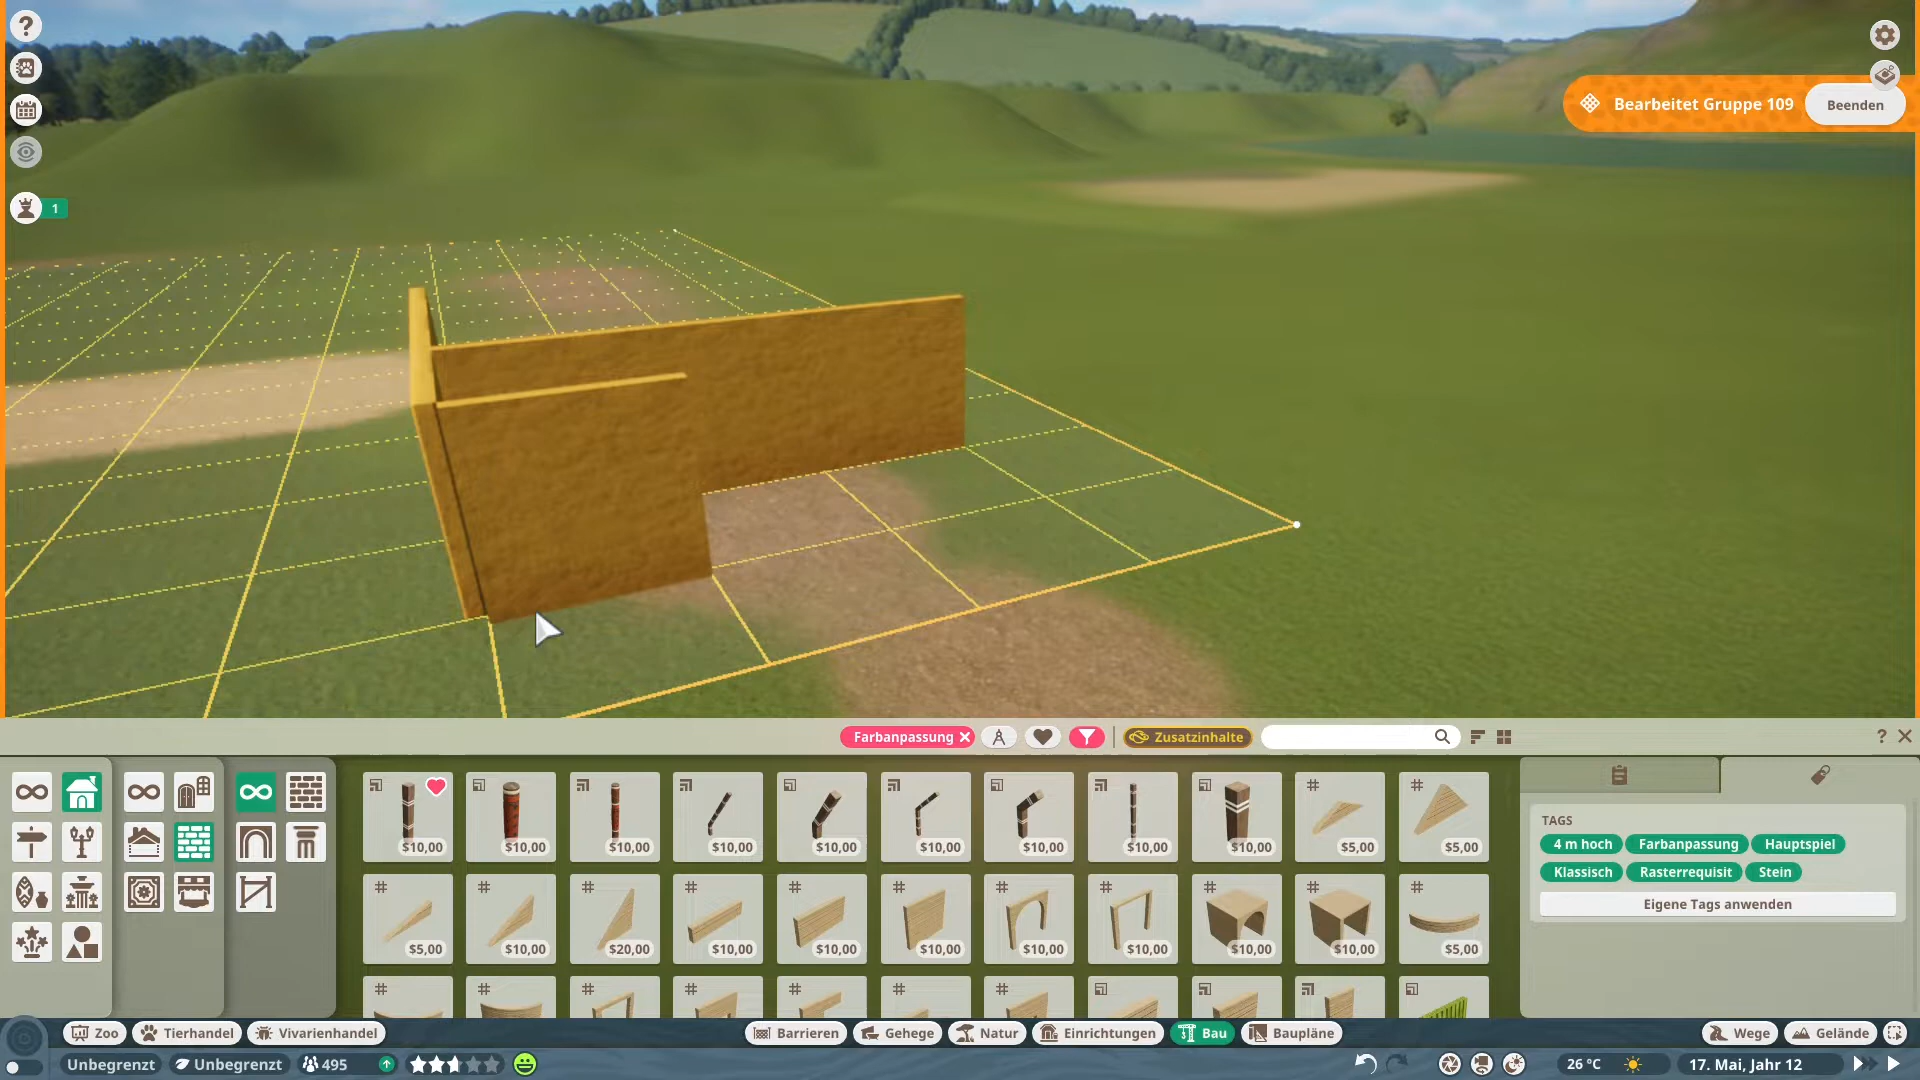 ?
Bearbeitet Gruppe 109 Beenden
1
Farbanpassung ✕ Zusatzinhalte ? ✕
$10,00 $10,00 $10,00 $10,00 $10,00 $10,00 $10,00 $10,00 $10,00 $5,00 $5,00
$5,00 $10,00 $20,00 $10,00 $10,00 $10,00 $10,00 $10,00 $10,00 $10,00 $5,00
TAGS
4 m hoch Farbanpassung Hauptspiel
Klassisch Rasterrequisit Stein
Eigene Tags anwenden
Zoo Tierhandel Vivarienhandel Barrieren Gehege Natur Einrichtungen Bau Baupläne Wege Gelände
Unbegrenzt Unbegrenzt 495 26 °C 17. Mai, Jahr 12